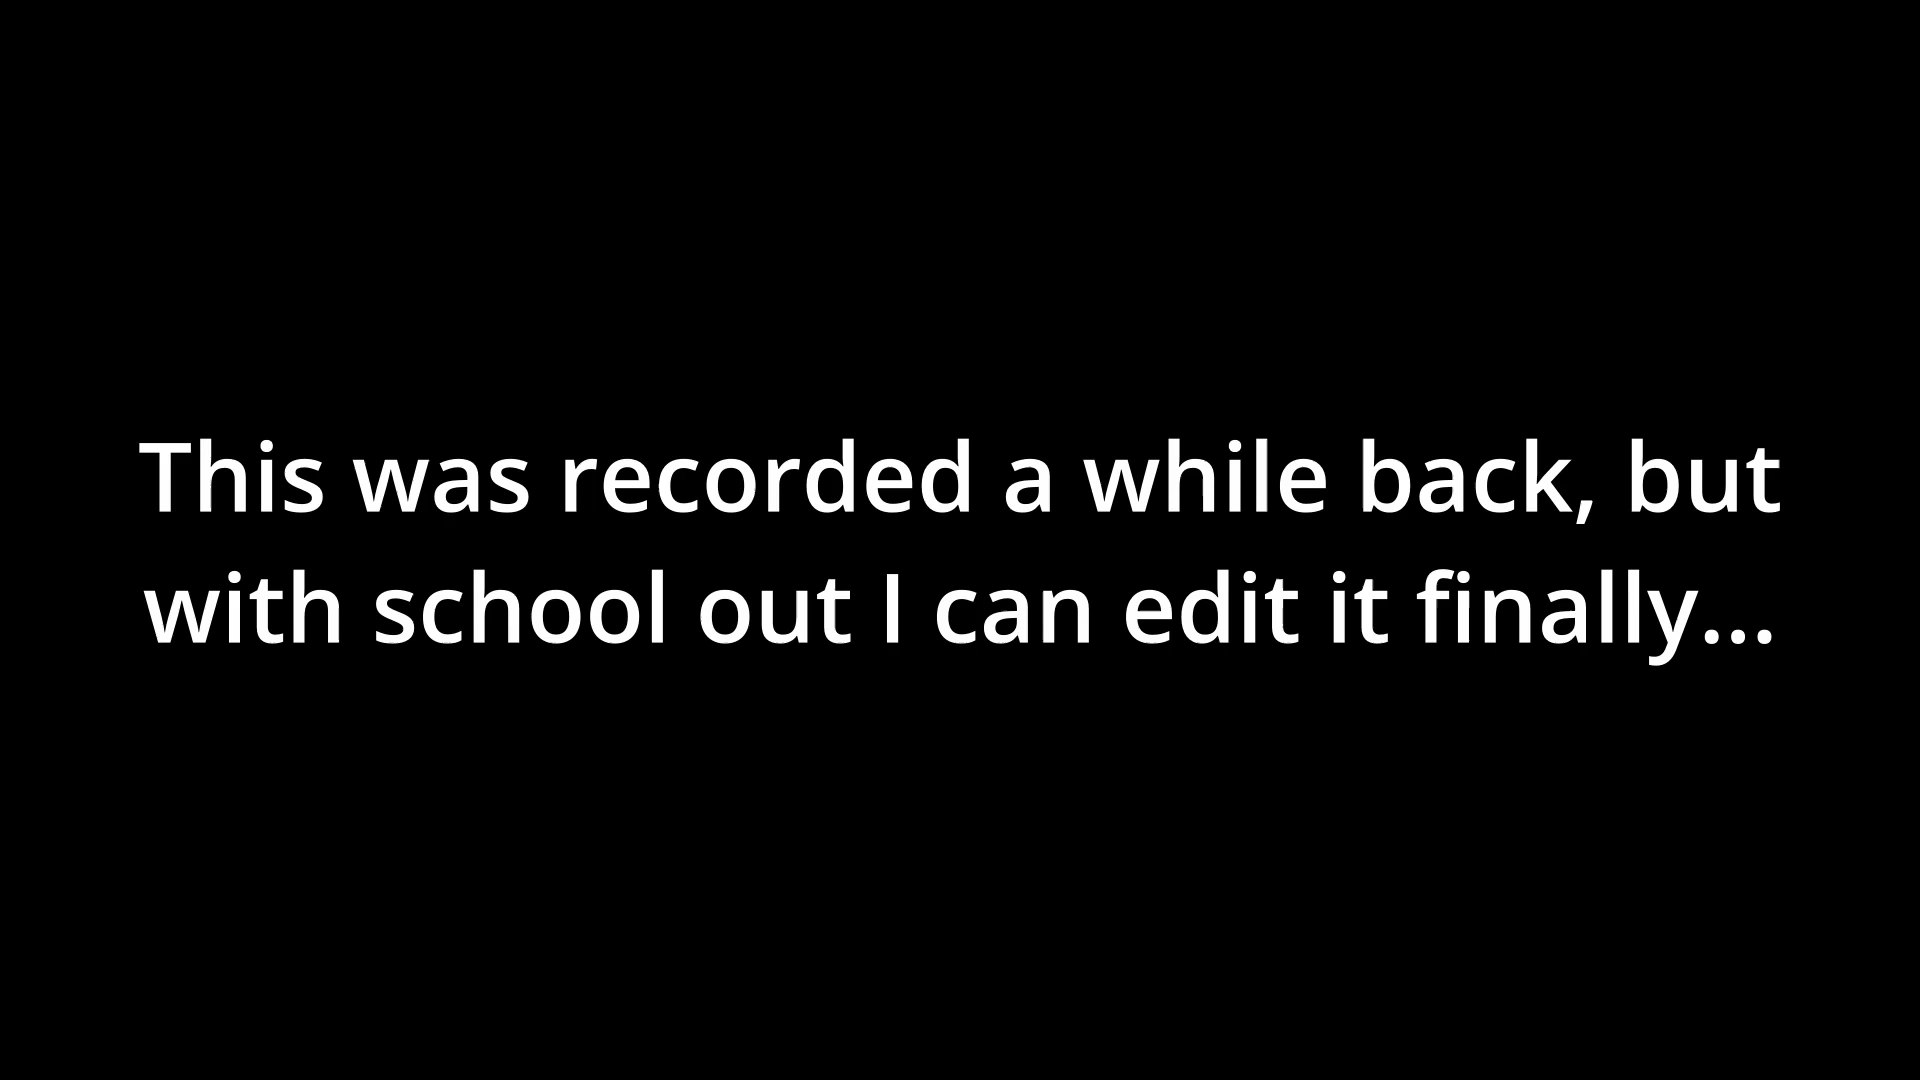 This was recorded a while back, but
with school out I can edit it finally...